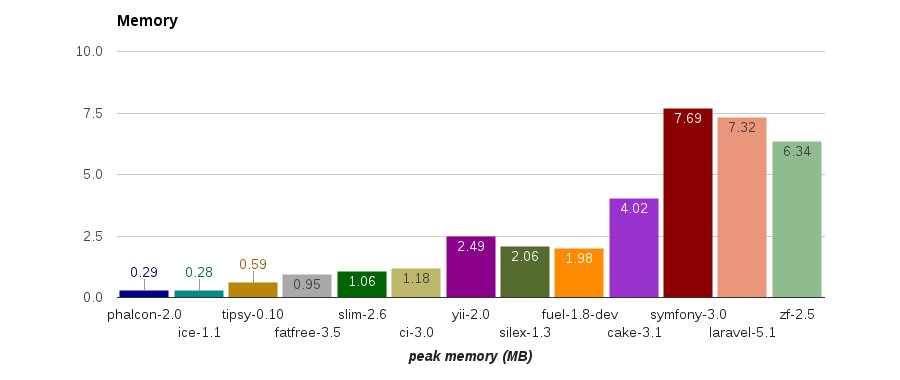 Memory
10.0
7.5
5.0
2.5
0.0
0.29
0.28
0.59
0.95
1.06
1.18
2.49
2.06
1.98
4.02
7.69
7.32
6.34
phalcon-2.0
ice-1.1
tipsy-0.10
fatfree-3.5
slim-2.6
ci-3.0
yii-2.0
silex-1.3
fuel-1.8-dev
cake-3.1
symfony-3.0
laravel-5.1
zf-2.5
peak memory (MB)